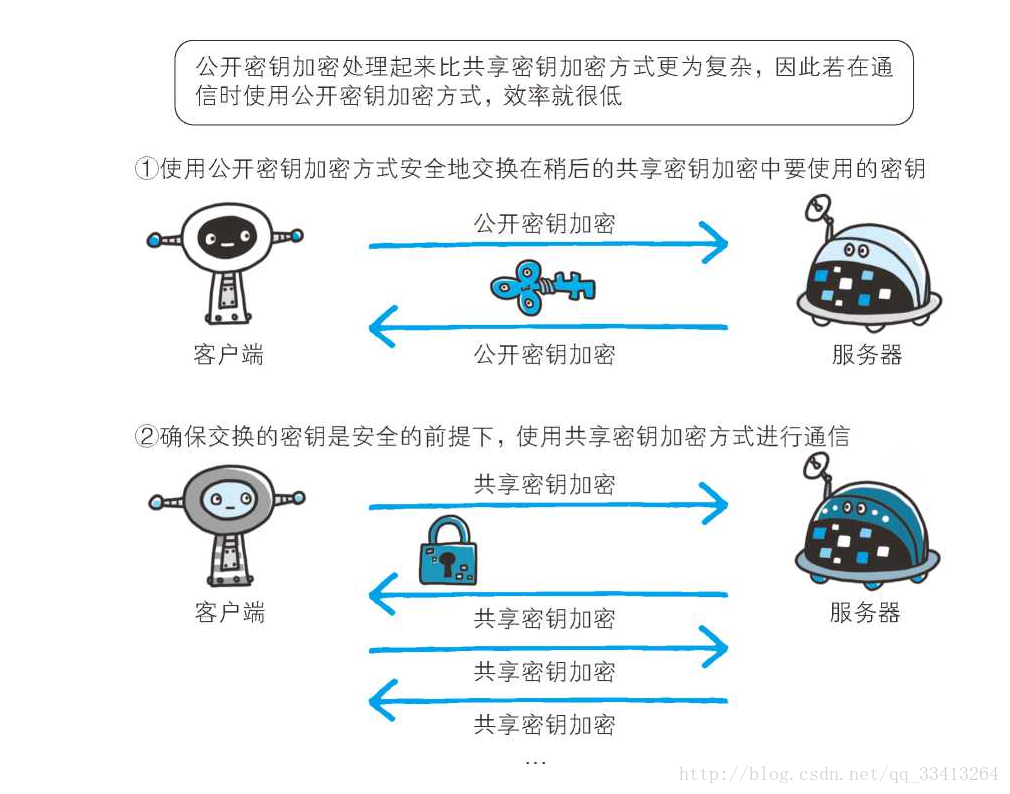 公开密钥加密处理起来比共享密钥加密方式更为复杂，因此若在通
信时使用公开密钥加密方式，效率就很低
①使用公开密钥加密方式安全地交换在稍后的共享密钥加密中要使用的密钥
公开密钥加密
公开密钥加密
客户端
服务器
②确保交换的密钥是安全的前提下，使用共享密钥加密方式进行通信
共享密钥加密
客户端
服务器
共享密钥加密
共享密钥加密
共享密钥加密
...
http://blog.csdn.net/qq_33413264